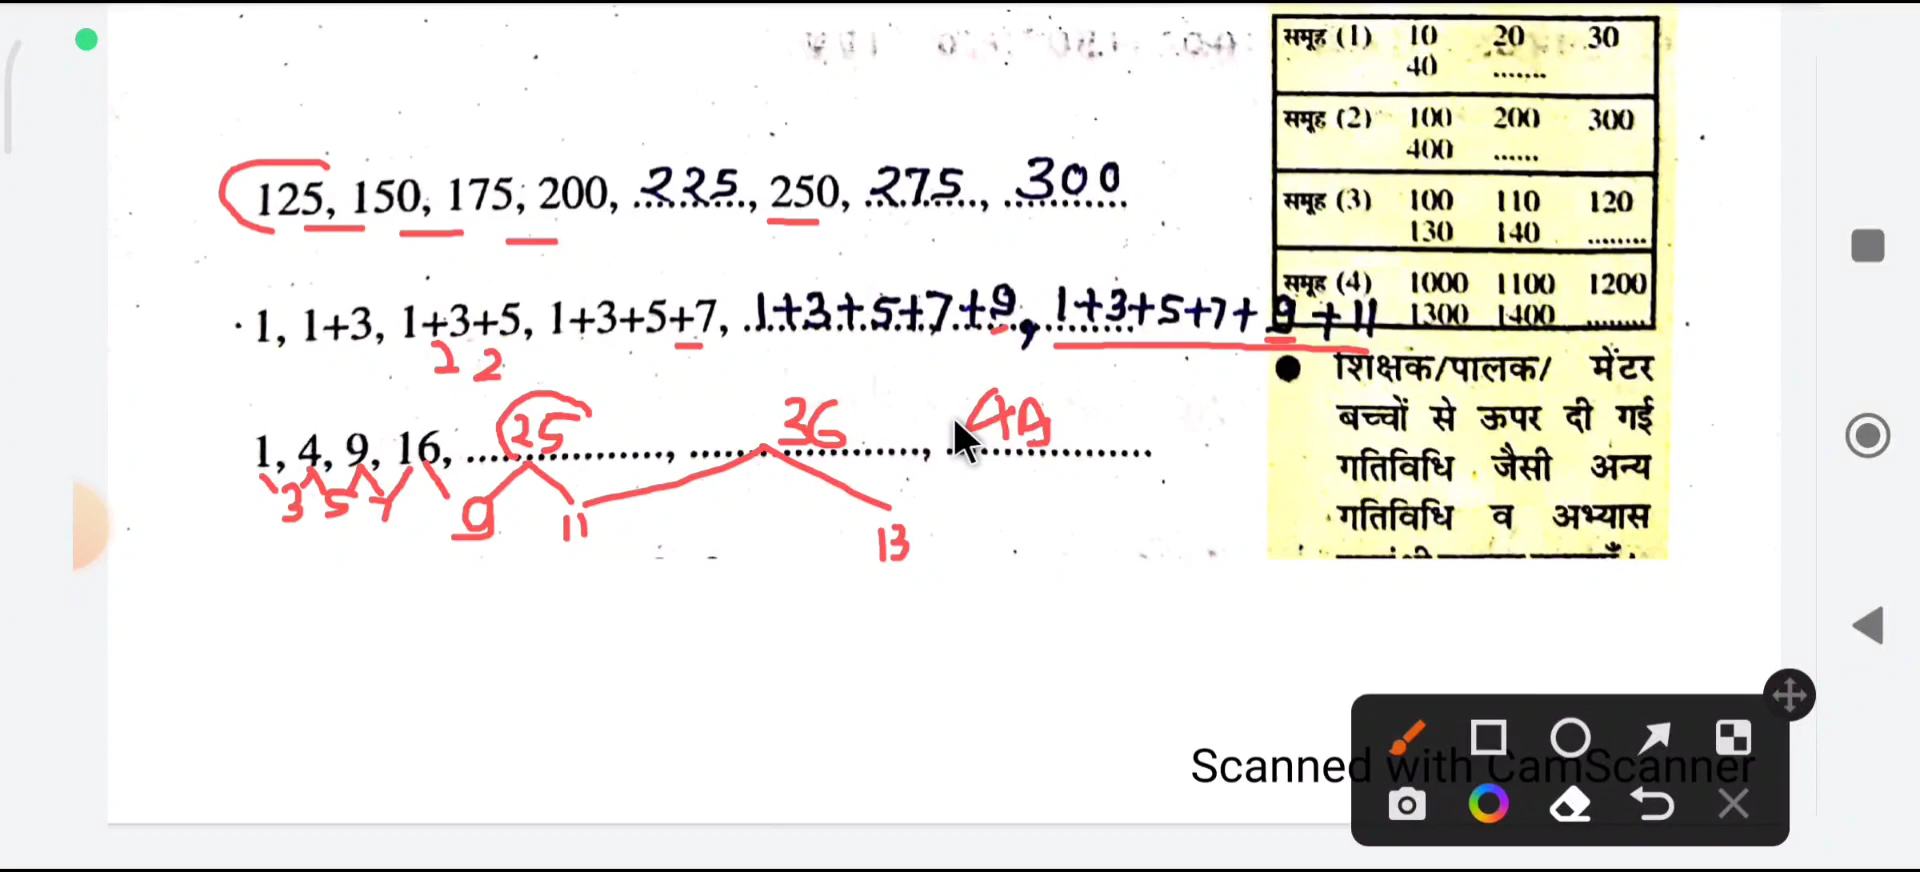 125, 150, 175, 200, 225, 250, 275, 300
1, 1+3, 1+3+5, 1+3+5+7, 1+3+5+7+9, 1+3+5+7+9+11
2 2
1, 4, 9, 16, 25, 36, 49
3 5 7 9 11 13
समूह (1) 10 20 30
40 .......
समूह (2) 100 200 300
400 ......
समूह (3) 100 110 120
130 140 ........
समूह (4) 1000 1100 1200
1300 1400 ........
● शिक्षक/पालक/ मेंटर
बच्चों से ऊपर दी गई
गतिविधि जैसी अन्य
गतिविधि व अभ्यास
Scanned with CamScanner